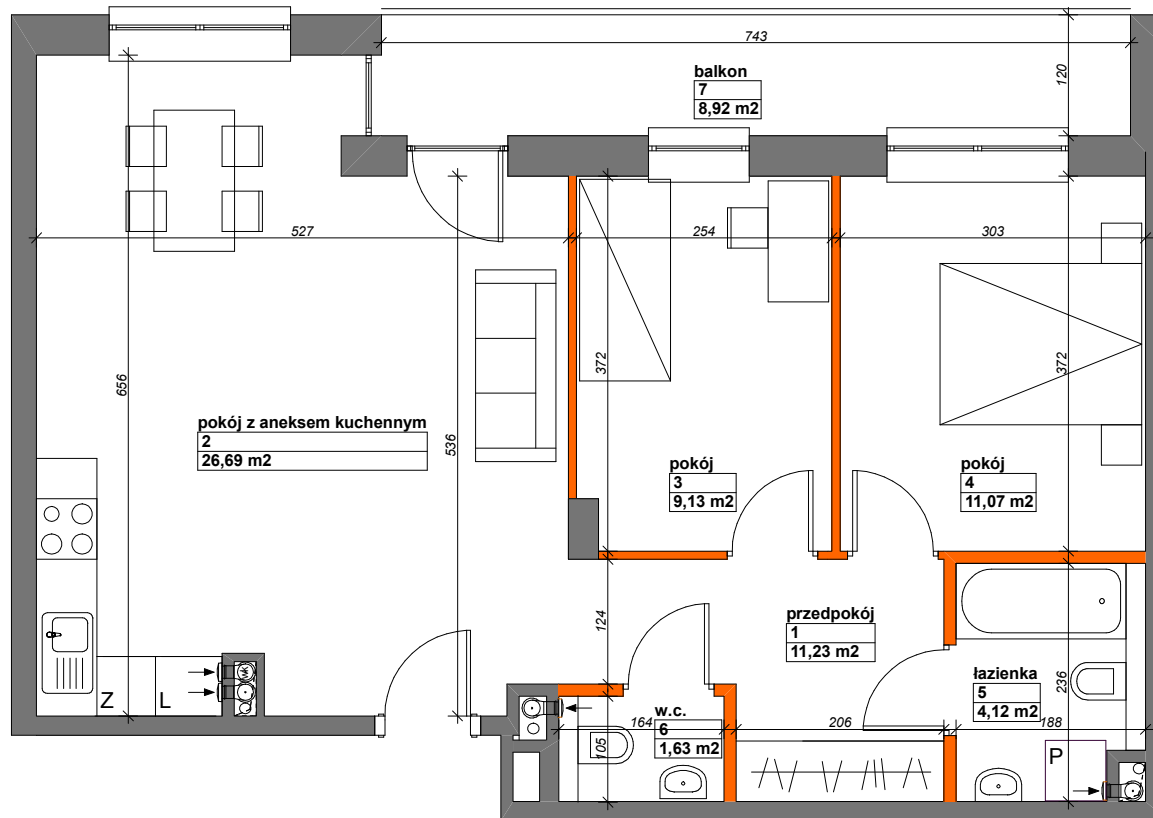 743
balkon
7
8,92 m2
120
527
254
303
656
536
372
372
pokój z aneksem kuchennym
2
26,69 m2
pokój
3
9,13 m2
pokój
4
11,07 m2
124
przedpokój
1
11,23 m2
łazienka
5
4,12 m2
236
Z
L
w.c.
6
1,63 m2
164
206
188
105
P